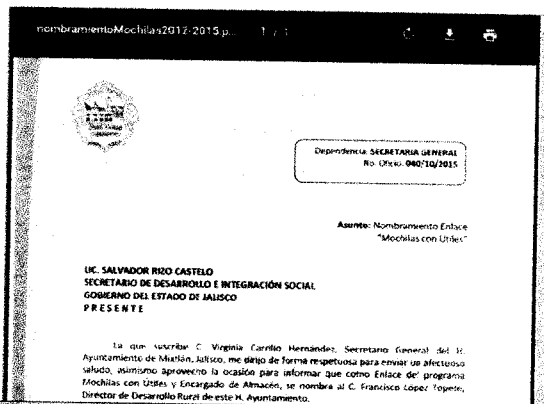 nombramientoMochilas2012-2015.p... 1 / 1
Dependencia: SECRETARIA GENERAL
No. Oficio: 040/10/2015
Asunto: Nombramiento Enlace
"Mochilas con Utiles"
LIC. SALVADOR RIZO CASTELO
SECRETARIO DE DESARROLLO E INTEGRACIÓN SOCIAL
GOBIERNO DEL ESTADO DE JALISCO
P R E S E N T E
La que suscribe C. Virginia Carrillo Hernández, Secretario General del H.
Ayuntamiento de Mixtlán, Jalisco, me dirijo de forma respetuosa para enviar un afectuoso
saludo, asimismo aprovecho la ocasión para informar que como Enlace del programa
Mochilas con Utiles y Encargado de Almacén, se nombra al C. Francisco López Topete,
Director de Desarrollo Rural de este H. Ayuntamiento.